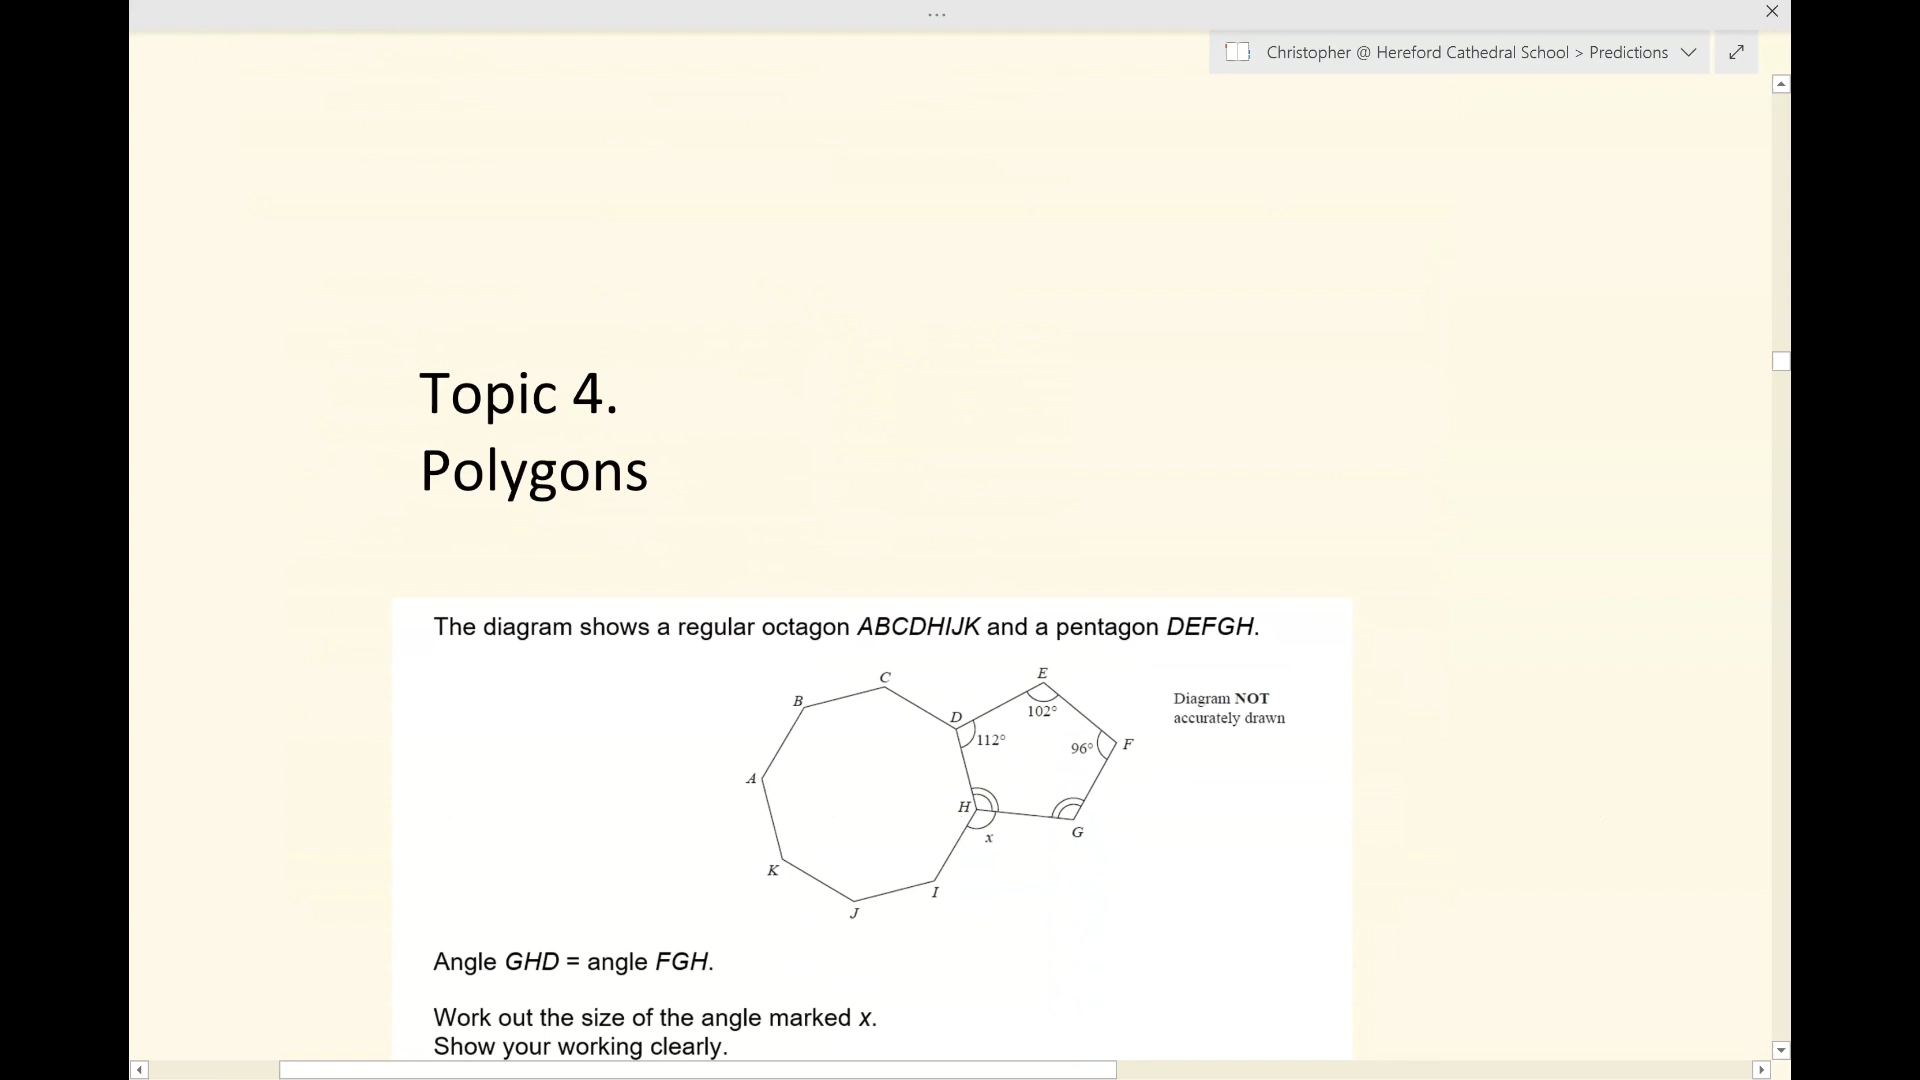 Christopher @ Hereford Cathedral School > Predictions
Topic 4.
Polygons
The diagram shows a regular octagon ABCDHIJK and a pentagon DEFGH.
E
C
B
Diagram NOT
accurately drawn
102°
D
112°
96°
F
A
H
G
x
K
I
J
Angle GHD = angle FGH.
Work out the size of the angle marked x.
Show your working clearly.